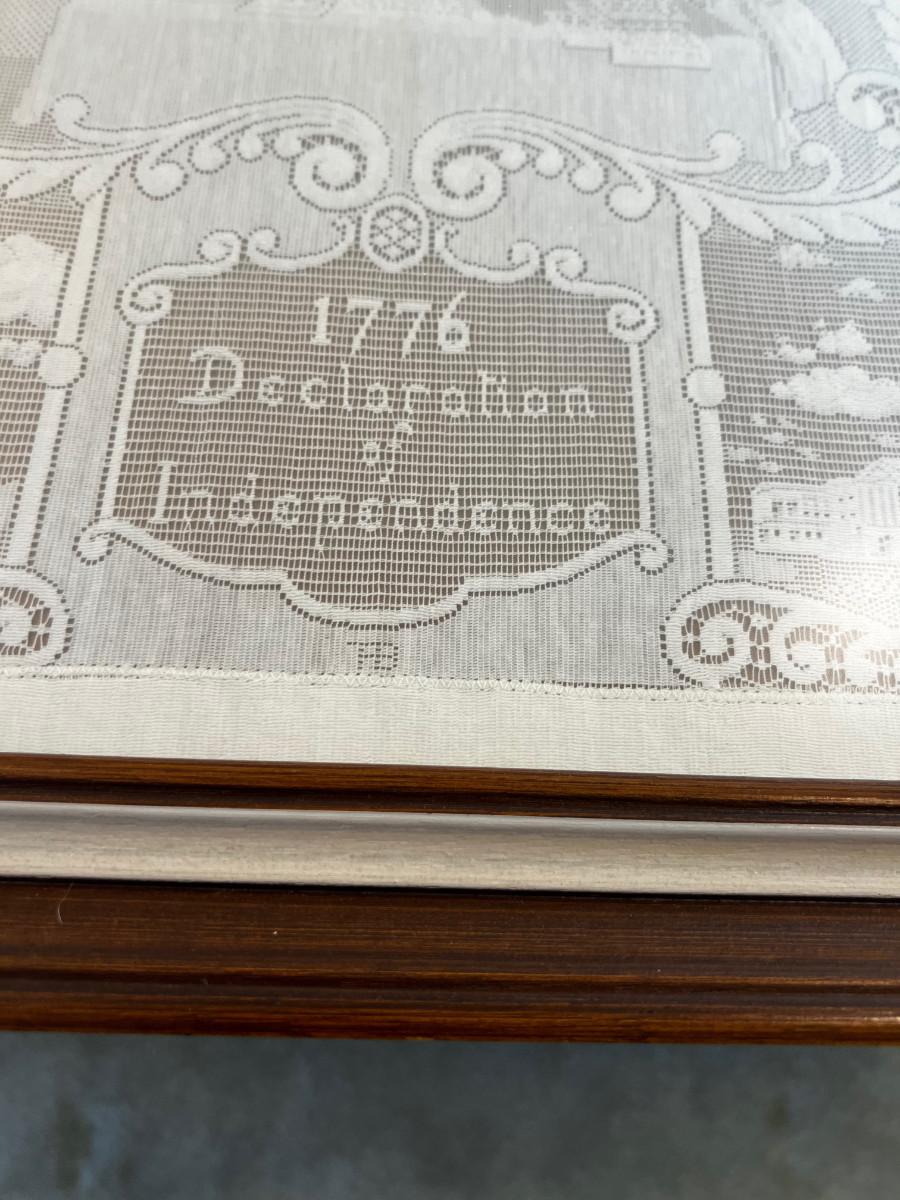 1776
Declaration
of
Independence